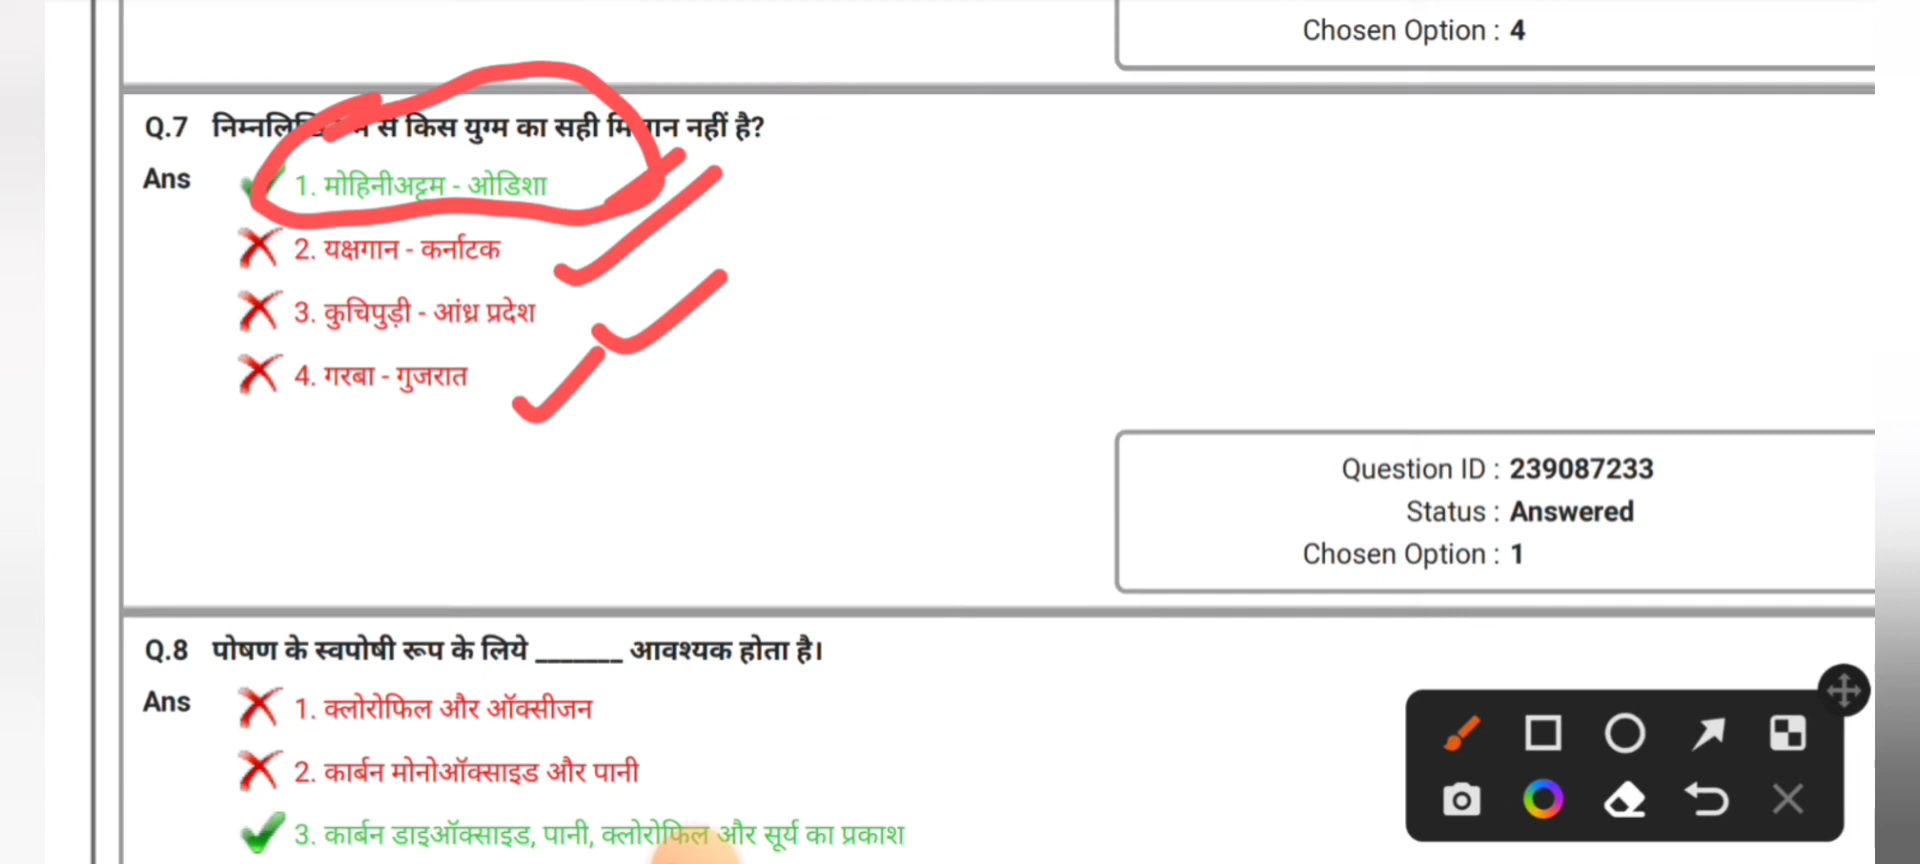 Chosen Option : 4
Q.7 निम्नलिखित में से किस युग्म का सही मिलान नहीं है?
Ans 1. मोहिनीअट्टम - ओडिशा
2. यक्षगान - कर्नाटक
3. कुचिपुड़ी - आंध्र प्रदेश
4. गरबा - गुजरात
Question ID : 239087233
Status : Answered
Chosen Option : 1
Q.8 पोषण के स्वपोषी रूप के लिये _______ आवश्यक होता है।
Ans 1. क्लोरोफिल और ऑक्सीजन
2. कार्बन मोनोऑक्साइड और पानी
3. कार्बन डाइऑक्साइड, पानी, क्लोरोफिल और सूर्य का प्रकाश